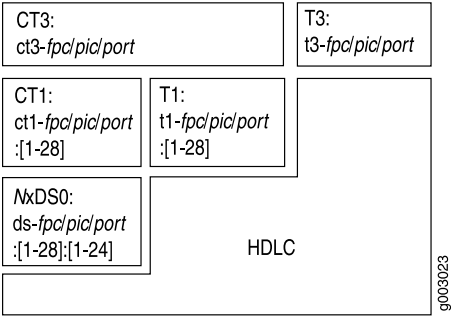 CT3:
ct3-fpc/pic/port
T3:
t3-fpc/pic/port
CT1:
ct1-fpc/pic/port
:[1-28]
T1:
t1-fpc/pic/port
:[1-28]
NxDS0:
ds-fpc/pic/port
:[1-28]:[1-24]
HDLC
g003023